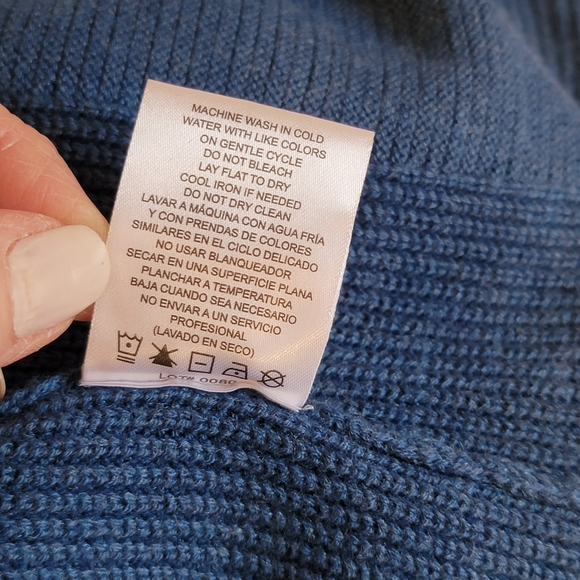 MACHINE WASH IN COLD
WATER WITH LIKE COLORS
ON GENTLE CYCLE
DO NOT BLEACH
LAY FLAT TO DRY
COOL IRON IF NEEDED
DO NOT DRY CLEAN
LAVAR A MÁQUINA CON AGUA FRÍA
Y CON PRENDAS DE COLORES
SIMILARES EN EL CICLO DELICADO
NO USAR BLANQUEADOR
SECAR EN UNA SUPERFICIE PLANA
PLANCHAR A TEMPERATURA
BAJA CUANDO SEA NECESARIO
NO ENVIAR A UN SERVICIO
PROFESIONAL
(LAVADO EN SECO)
LOT#